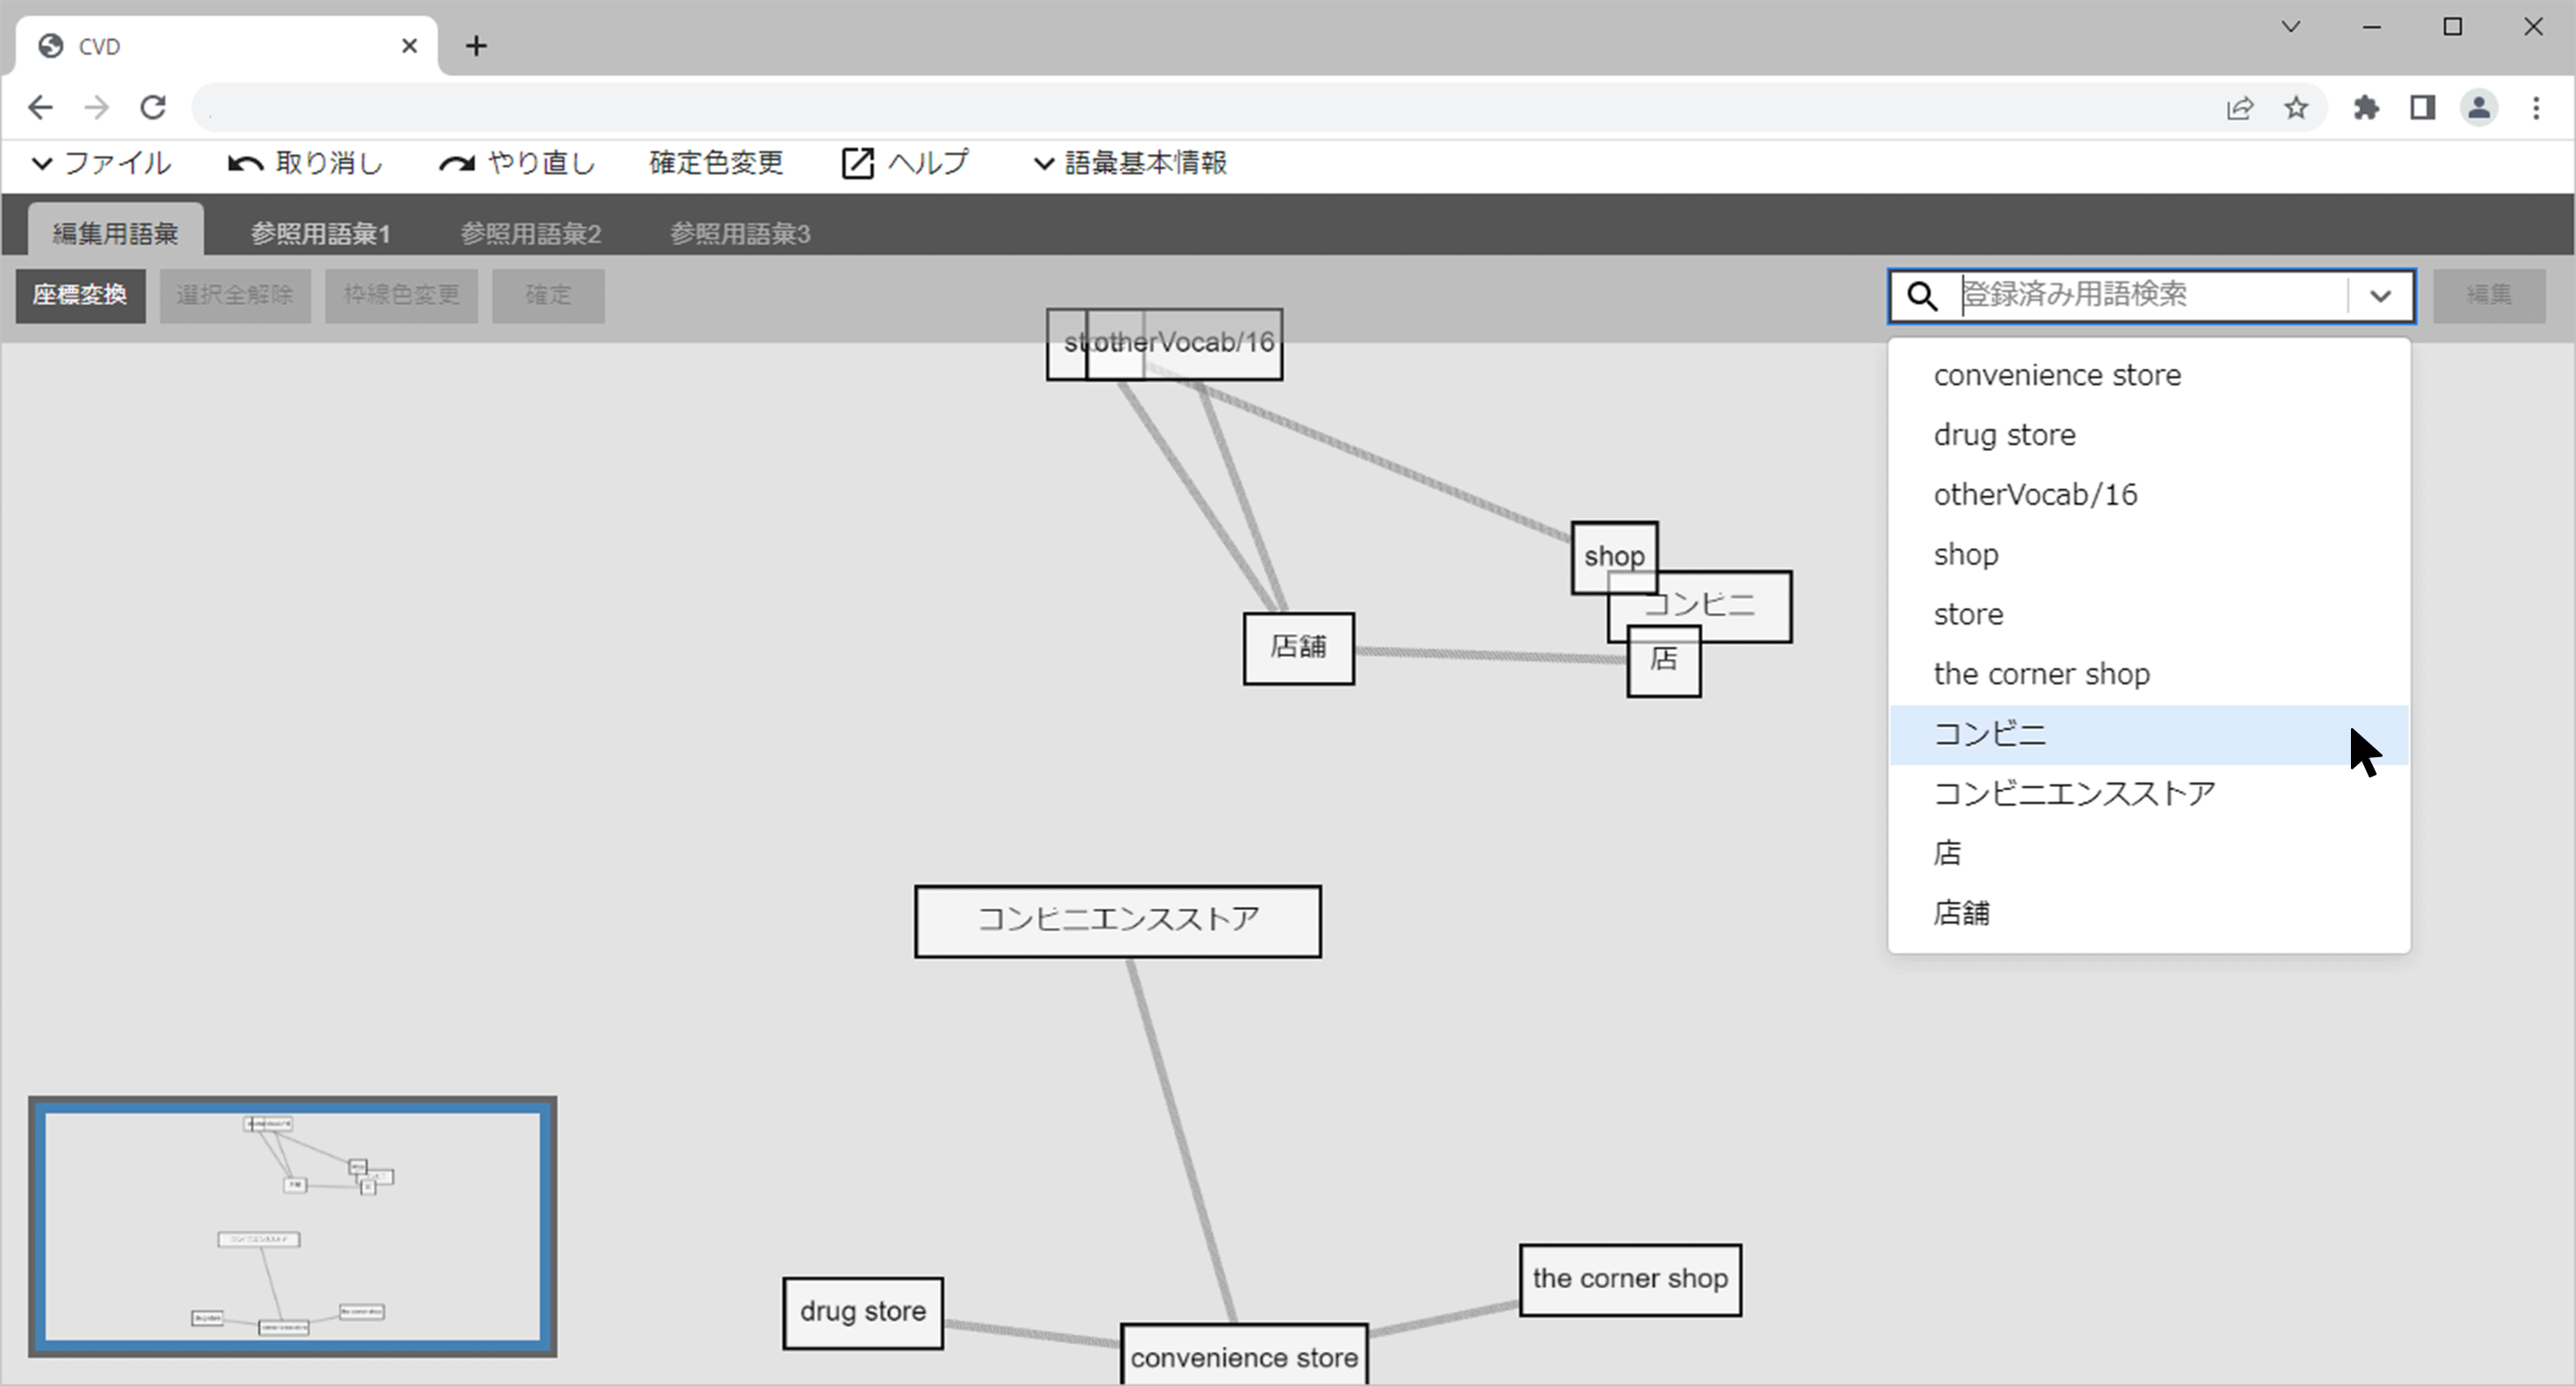 CVD
ファイル 取り消し やり直し 確定色変更 ヘルプ 語彙基本情報
編集用語彙 参照用語彙1 参照用語彙2 参照用語彙3
座標変換 選択全解除 枠線色変更 確定 登録済み用語検索 編集
otherVocab/16
shop
コンビニ
店舗
店
コンビニエンスストア
drug store
the corner shop
convenience store
convenience store
drug store
otherVocab/16
shop
store
the corner shop
コンビニ
コンビニエンスストア
店
店舗